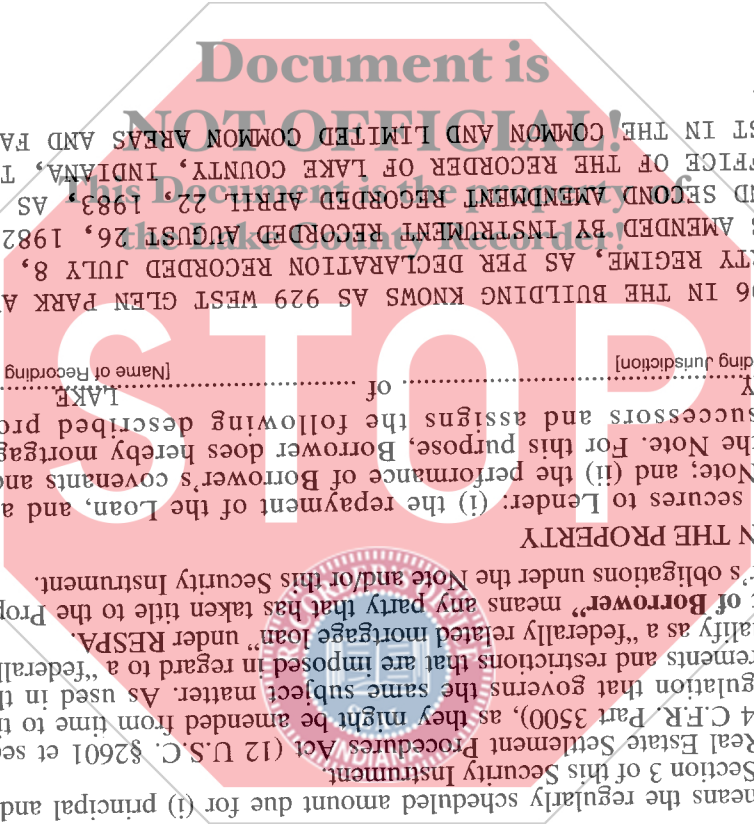 Document is
NOT OFFICIAL!
This Document is the property of
the Lake County Recorder!
STOP
means the regularly scheduled amount due for (i) principal and
Section 3 of this Security Instrument.
Real Estate Settlement Procedures Act (12 U.S.C. §2601 et se
4 C.F.R. Part 3500), as they might be amended from time to ti
gulation that governs the same subject matter. As used in th
rements and restrictions that are imposed in regard to a “federall
alify as a “federally related mortgage loan” under RESPA.
of Borrower” means any party that has taken title to the Prop
's obligations under the Note and/or this Security Instrument.
N THE PROPERTY
secures to Lender: (i) the repayment of the Loan, and a
Note; and (ii) the performance of Borrower's covenants and
the Note. For this purpose, Borrower does hereby mortgag
successors and assigns the following described pro
Y of LAKE
ding Jurisdiction] [Name of Recording
06 IN THE BUILDING KNOWS AS 929 WEST GLEN PARK A
TY REGIME, AS PER DECLARATION RECORDED JULY 8,
AMENDED BY INSTRUMENT RECORDED AUGUST 26, 1982
D SECOND AMENDMENT RECORDED APRIL 22, 1983, AS
FICE OF THE RECORDER OF LAKE COUNTY, INDIANA, T
ST IN THE COMMON AND LIMITED COMMON AREAS AND FA
INDIANA